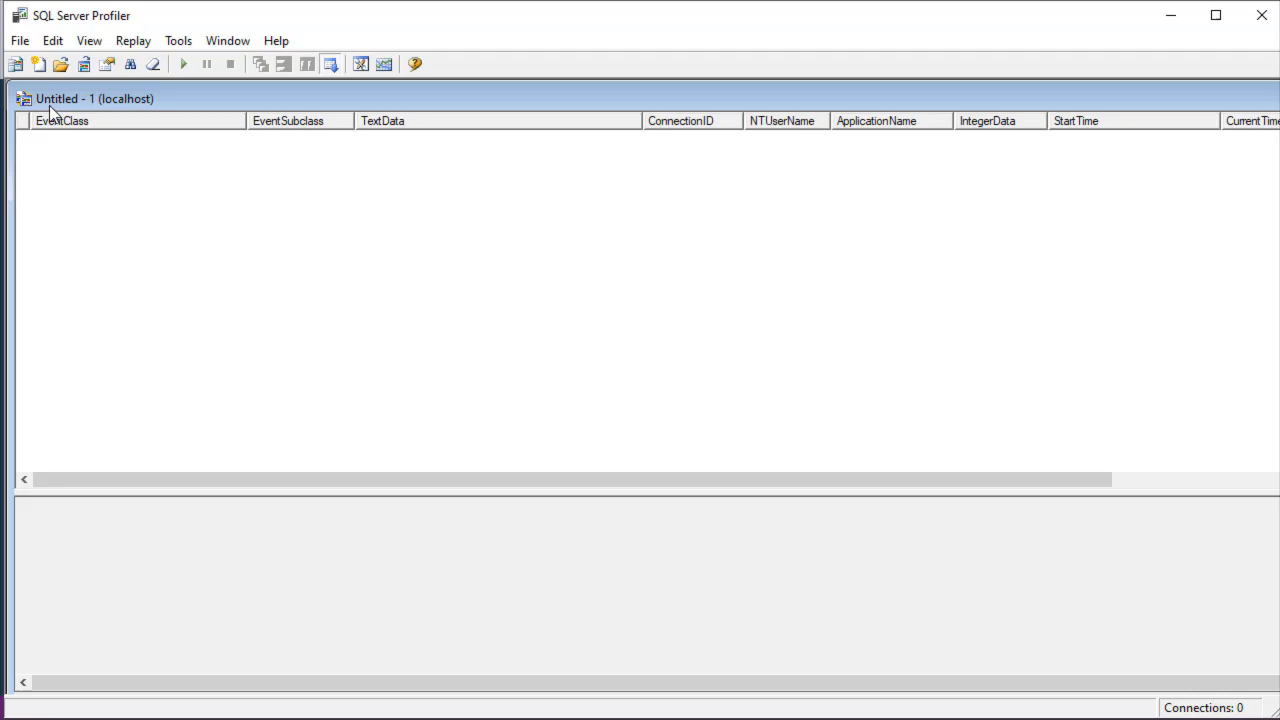 SQL Server Profiler
File Edit View Replay Tools Window Help
Untitled - 1 (localhost)
EventClass EventSubclass TextData ConnectionID NTUserName ApplicationName IntegerData StartTime CurrentTime
Connections: 0